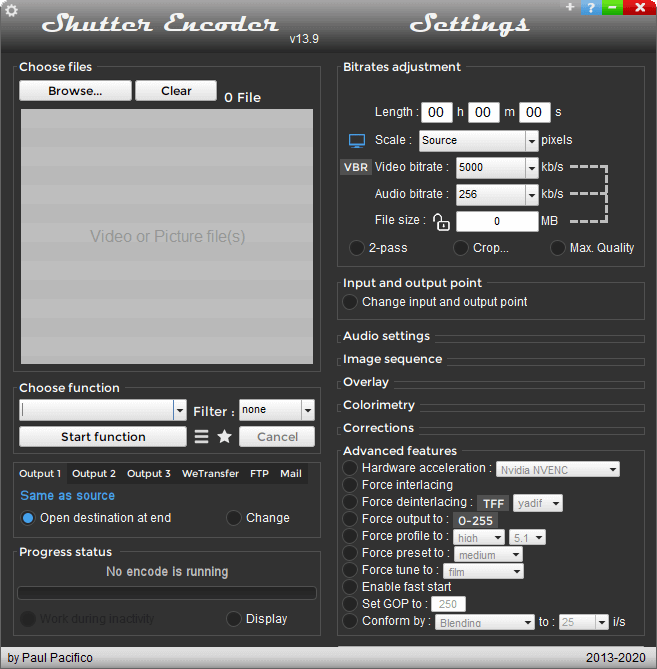 Shutter Encoder v13.9
Settings
+ ?
Choose files
Browse... Clear 0 File
Video or Picture file(s)
Choose function
Filter : none
Start function Cancel
Output 1 Output 2 Output 3 WeTransfer FTP Mail
Same as source
Open destination at end Change
Progress status
No encode is running
Work during inactivity Display
Bitrates adjustment
Length : 00 h 00 m 00 s
Scale : Source pixels
VBR Video bitrate : 5000 kb/s
Audio bitrate : 256 kb/s
File size : 0 MB
2-pass Crop... Max. Quality
Input and output point
Change input and output point
Audio settings
Image sequence
Overlay
Colorimetry
Corrections
Advanced features
Hardware acceleration : Nvidia NVENC
Force interlacing
Force deinterlacing : TFF yadif
Force output to : 0-255
Force profile to : high 5.1
Force preset to : medium
Force tune to : film
Enable fast start
Set GOP to : 250
Conform by : Blending to : 25 i/s
by Paul Pacifico 2013-2020